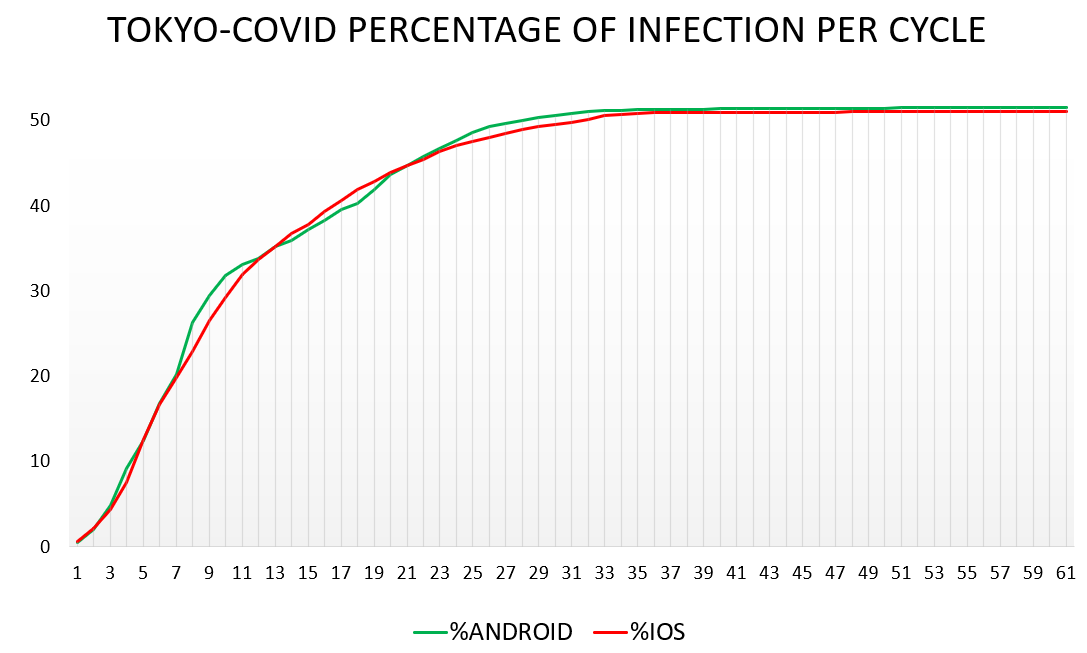 TOKYO-COVID PERCENTAGE OF INFECTION PER CYCLE
50
40
30
20
10
0
1 3 5 7 9 11 13 15 17 19 21 23 25 27 29 31 33 35 37 39 41 43 45 47 49 51 53 55 57 59 61
%ANDROID %IOS